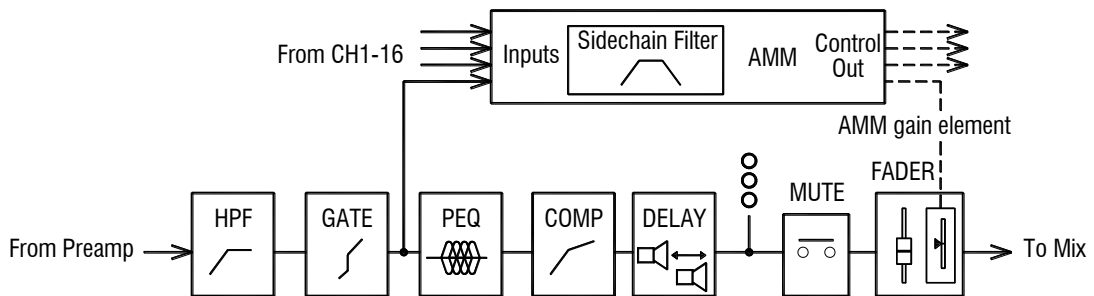 From CH1-16
Inputs
Sidechain Filter
AMM
Control
Out
AMM gain element
FADER
MUTE
From Preamp
HPF
GATE
PEQ
COMP
DELAY
To Mix